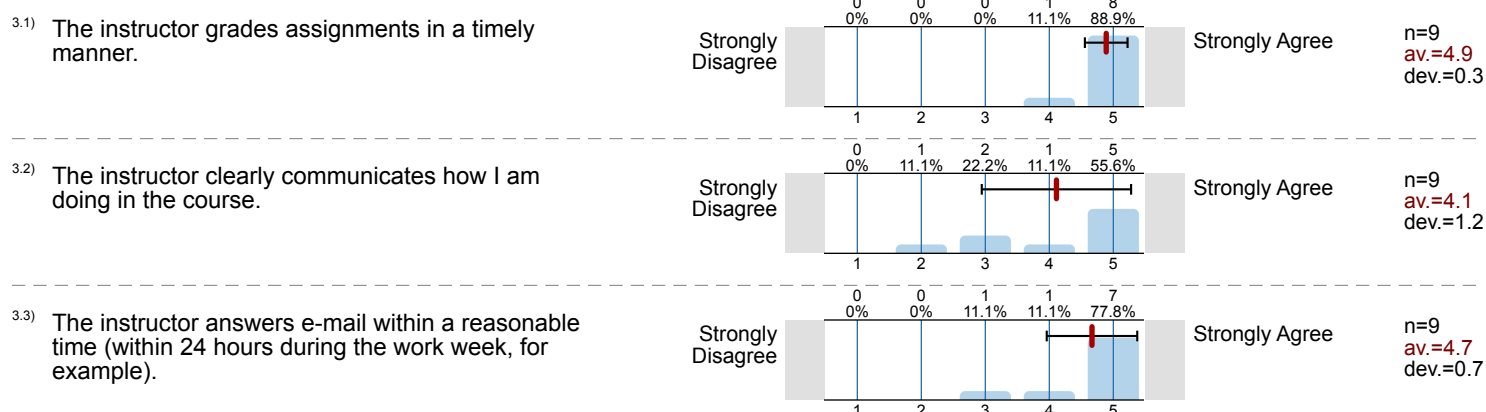 0 0 0 1 8
0% 0% 0% 11.1% 88.9%
3.1) The instructor grades assignments in a timely
manner.
Strongly
Disagree
Strongly Agree
n=9
av.=4.9
dev.=0.3
1 2 3 4 5
0 1 2 1 5
0% 11.1% 22.2% 11.1% 55.6%
3.2) The instructor clearly communicates how I am
doing in the course.
Strongly
Disagree
Strongly Agree
n=9
av.=4.1
dev.=1.2
1 2 3 4 5
0 0 1 1 7
0% 0% 11.1% 11.1% 77.8%
3.3) The instructor answers e-mail within a reasonable
time (within 24 hours during the work week, for
example).
Strongly
Disagree
Strongly Agree
n=9
av.=4.7
dev.=0.7
1 2 3 4 5